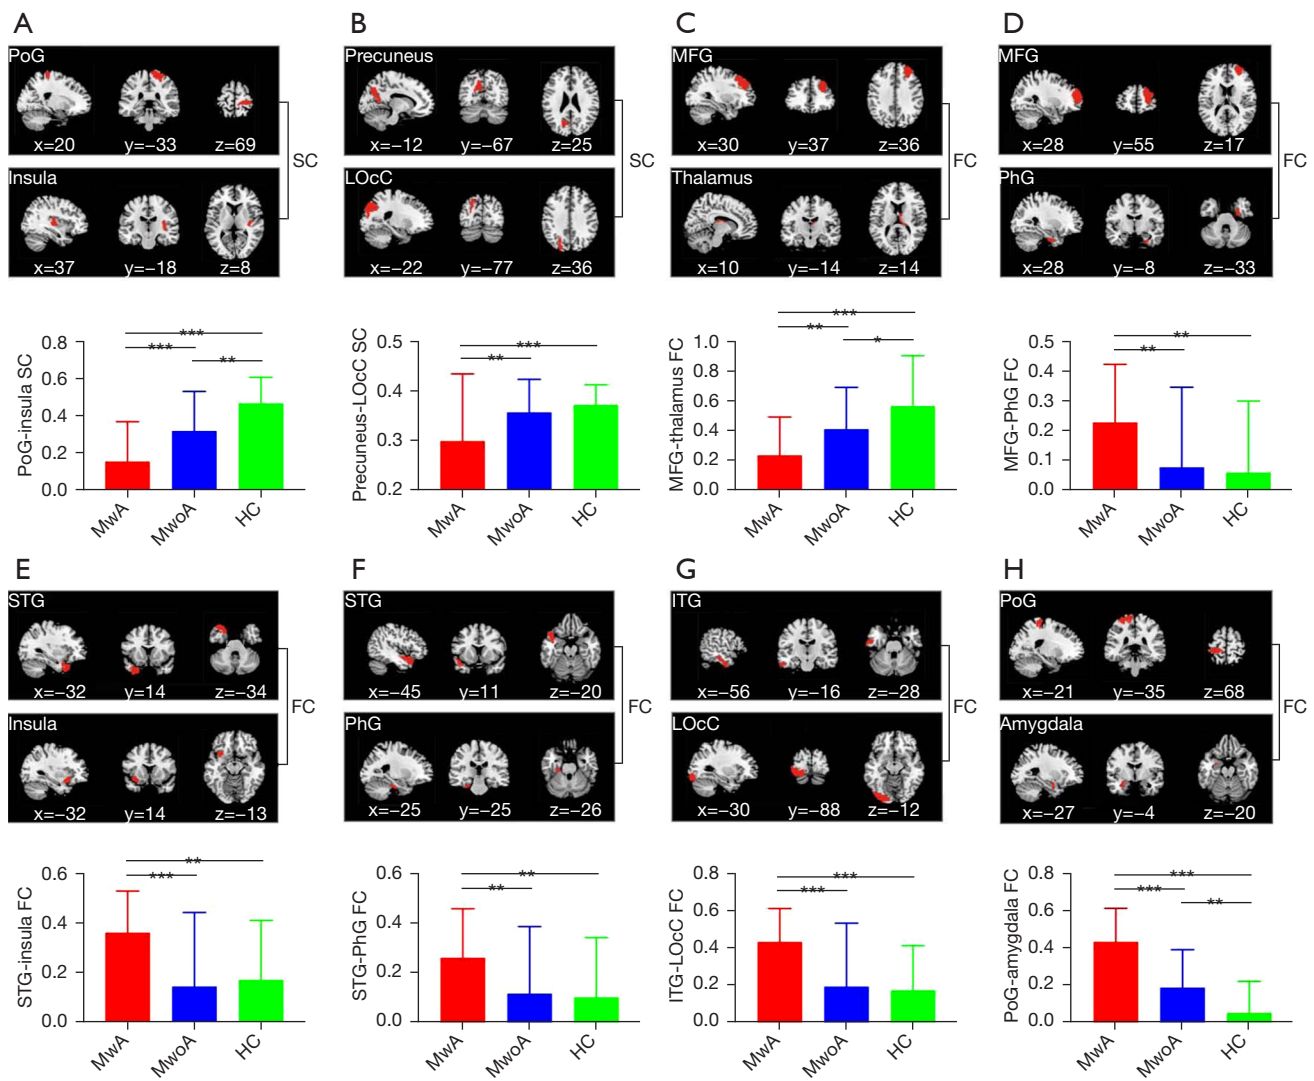 A
PoG
x=20 y=−33 z=69
Insula
x=37 y=−18 z=8
SC
PoG-insula SC
0.8
0.6
0.4
0.2
0.0
***
***
**
MwA MwoA HC
B
Precuneus
x=−12 y=−67 z=25
LOcC
x=−22 y=−77 z=36
SC
Precuneus-LOcC SC
0.5
0.4
0.3
0.2
***
**
MwA MwoA HC
C
MFG
x=30 y=37 z=36
Thalamus
x=10 y=−14 z=14
FC
MFG-thalamus FC
1.0
0.8
0.6
0.4
0.2
0.0
***
**
*
MwA MwoA HC
D
MFG
x=28 y=55 z=17
PhG
x=28 y=−8 z=−33
FC
MFG-PhG FC
0.5
0.4
0.3
0.2
0.1
0.0
**
**
MwA MwoA HC
E
STG
x=−32 y=14 z=−34
Insula
x=−32 y=14 z=−13
FC
STG-insula FC
0.6
0.4
0.2
0.0
**
***
MwA MwoA HC
F
STG
x=−45 y=11 z=−20
PhG
x=−25 y=−25 z=−26
FC
STG-PhG FC
0.6
0.4
0.2
0.0
**
**
MwA MwoA HC
G
ITG
x=−56 y=−16 z=−28
LOcC
x=−30 y=−88 z=−12
FC
ITG-LOcC FC
0.8
0.6
0.4
0.2
0.0
***
***
MwA MwoA HC
H
PoG
x=−21 y=−35 z=68
Amygdala
x=−27 y=−4 z=−20
FC
PoG-amygdala FC
0.8
0.6
0.4
0.2
0.0
***
***
**
MwA MwoA HC